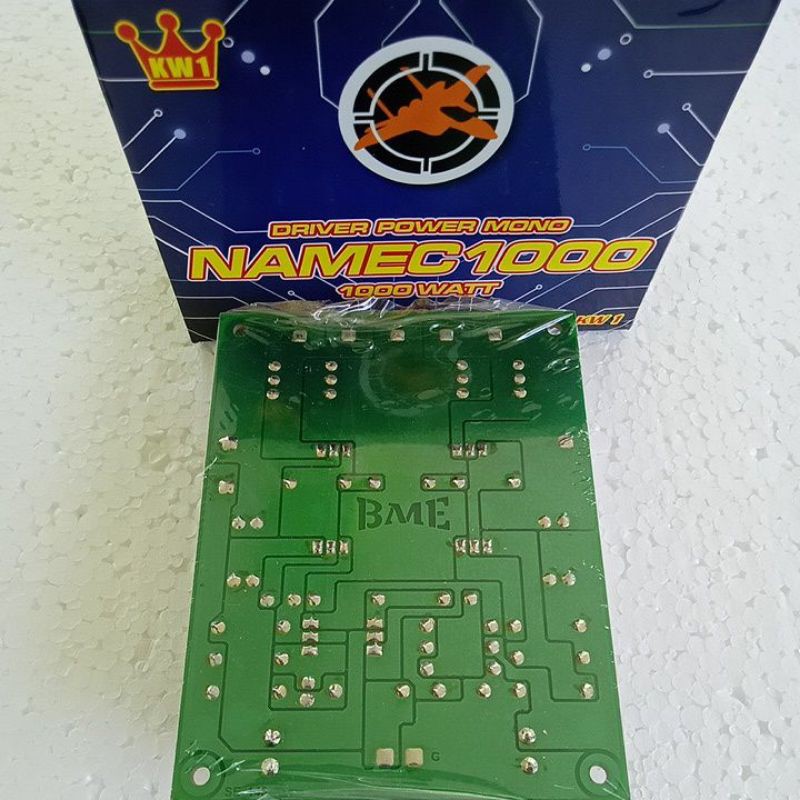 KW1
DRIVER POWER MONO
NAMEC1000
1000 WATT
KW1
BME
G